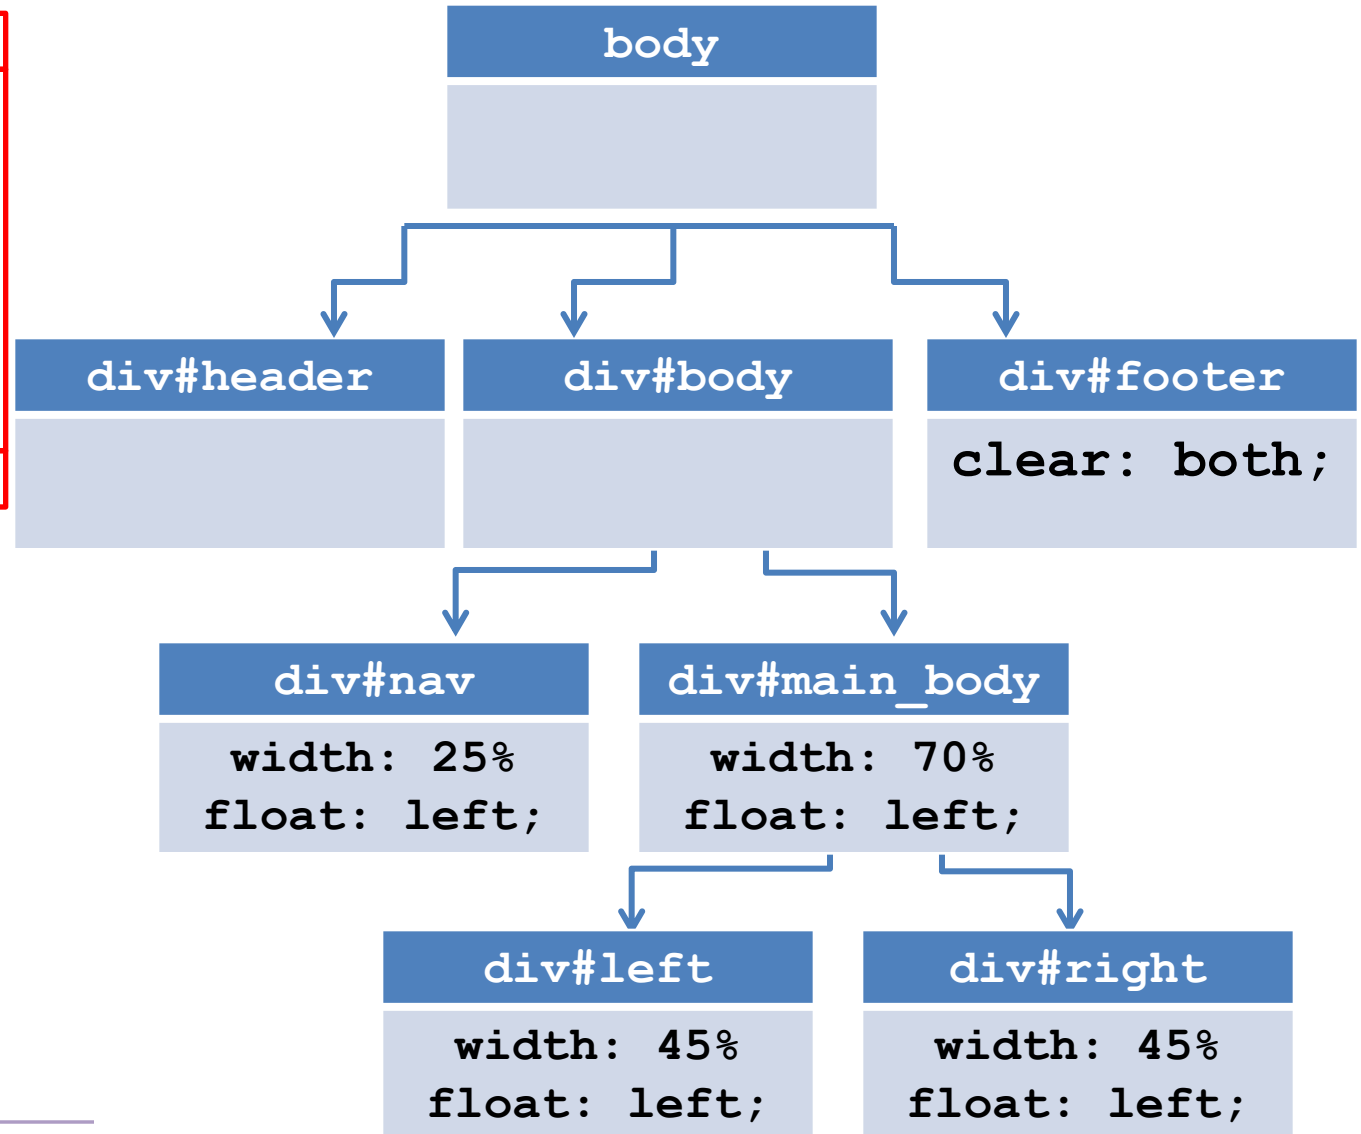 body
div#header
div#body
div#footer
clear: both;
div#nav
div#main_body
width: 25%
float: left;
width: 70%
float: left;
div#left
div#right
width: 45%
float: left;
width: 45%
float: left;